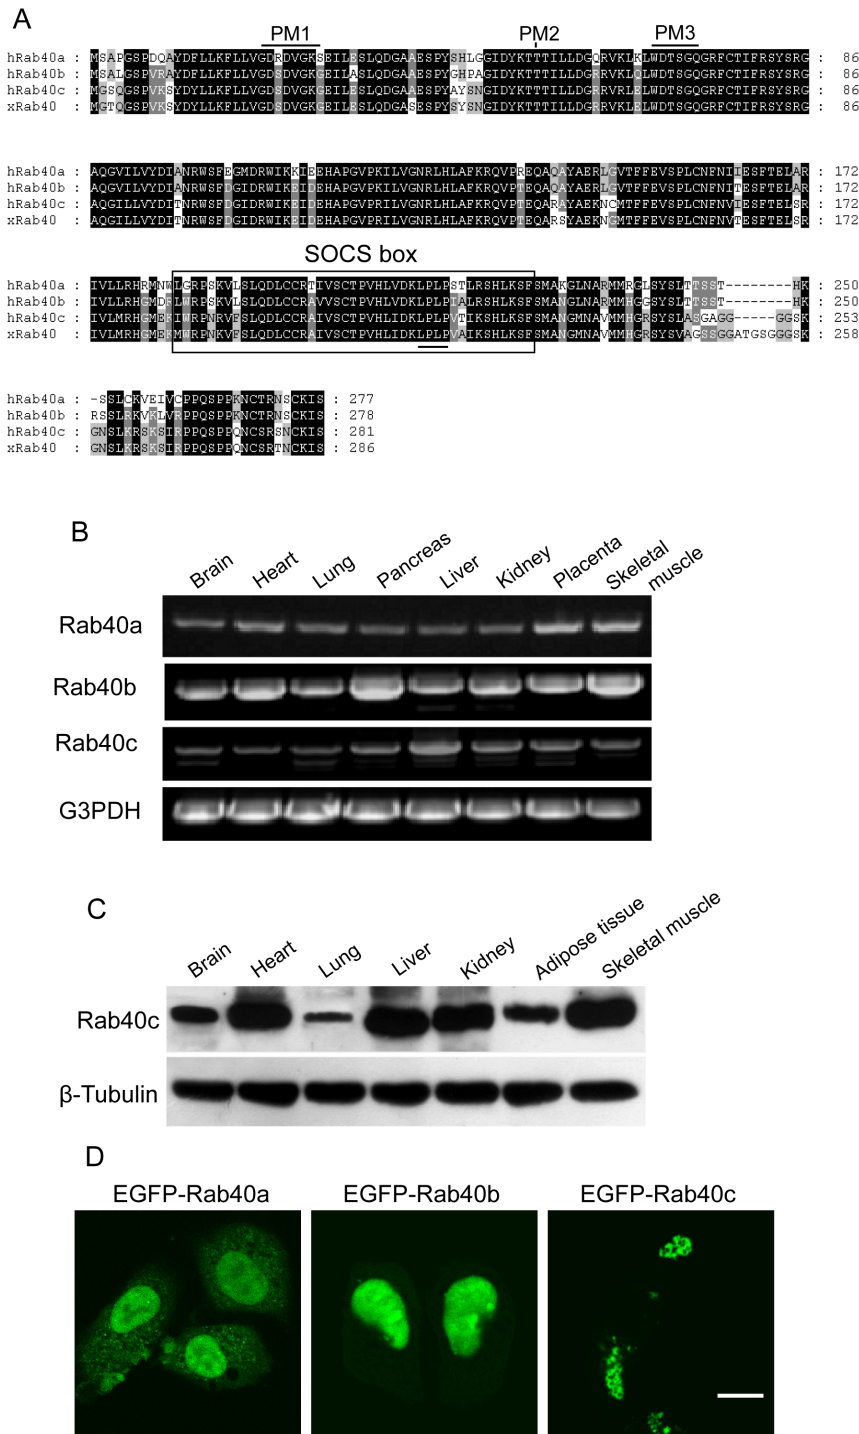 A
PM1 PM2 PM3
hRab40a : MSAPGSPDQAYDFLLKFLLVGDRDVGKSEILESLQDGAAESPYSHLGGIDYKTTTILLDGQRVKLKLWDTSGQGRFCTIFRSYSRG : 86
hRab40b : MSALGSPVRAYDFLLKFLLVGDSDVGKGEILASLQDGAAESPYGHPAGIDYKTTTILLDGRRVKLQLWDTSGQGRFCTIFRSYSRG : 86
hRab40c : MGSQGSPVKSYDYLLKFLLVGDSDVGKGEILESLQDGAAESPYAYSNGIDYKTTTILLDGRRVKLELWDTSGQGRFCTIFRSYSRG : 86
xRab40 : MGTQGSPVKSYDYLLKFLLVGDSDVGKGEILESLQDGASESPYSYSNGIDYKTTTILLDGRRVKLQLWDTSGQGRFCTIFRSYSRG : 86
hRab40a : AQGVILVYDIANRWSFEGMDRWIKKIEEHAPGVPKILVGNRLHLAFKRQVPREQAQAYAERLGVTFFEVSPLCNFNIIESFTELAR : 172
hRab40b : AQGVILVYDIANRWSFDGIDRWIKEIDEHAPGVPKILVGNRLHLAFKRQVPTEQAQAYAERLGVTFFEVSPLCNFNITESFTELAR : 172
hRab40c : AQGILLVYDITNRWSFDGIDRWIKEIDEHAPGVPRILVGNRLHLAFKRQVPTEQARAYAEKNCMTFFEVSPLCNFNVIESFTELSR : 172
xRab40 : AQGILLVYDITNRWSFDGIDRWIKEIDEHAPGVPRILVGNRLHLAFKRQVPTEQARSYAEKNGMTFFEVSPLCNFNVTESFTELSR : 172
SOCS box
hRab40a : IVLLRHRMNWLGRPSKVLSLQDLCCRTIVSCTPVHLVDKLPLPSTLRSHLKSFSMAKGLNARMMRGLSYSLTTSST--------HK : 250
hRab40b : IVLLRHGMDRLWRPSKVLSLQDLCCRAVVSCTPVHLVDKLPLPIALRSHLKSFSMANGLNARMMHGGSYSLTTSST--------HK : 250
hRab40c : IVLMRHGMEKIWRPNRVFSLQDLCCRAIVSCTPVHLIDKLPLPVTIKSHLKSFSMANGMNAVMMHGRSYSLASGAGG-----GGSK : 253
xRab40 : IVLMRHGMEKMWRPNKVLSLQDLCCRAIVSCTPVHLIDKLPLPVAIKSHLKSFSMANGMNAVMMHGRSYSVAGSSGGATGSGGGSK : 258
hRab40a : -SSLCKVEIVCPPQSPPKNCTRNSCKIS : 277
hRab40b : RSSLRKVKLVRPPQSPPKNCTRNSCKIS : 278
hRab40c : GNSLKRSKSIRPPQSPPQNCSRSNCKIS : 281
xRab40 : GNSLKRSKSIRPPQSPPQNCSRTNCKIS : 286
B
Brain Heart Lung Pancreas Liver Kidney Placenta Skeletal muscle
Rab40a
Rab40b
Rab40c
G3PDH
C
Brain Heart Lung Liver Kidney Adipose tissue Skeletal muscle
Rab40c
β-Tubulin
D
EGFP-Rab40a EGFP-Rab40b EGFP-Rab40c